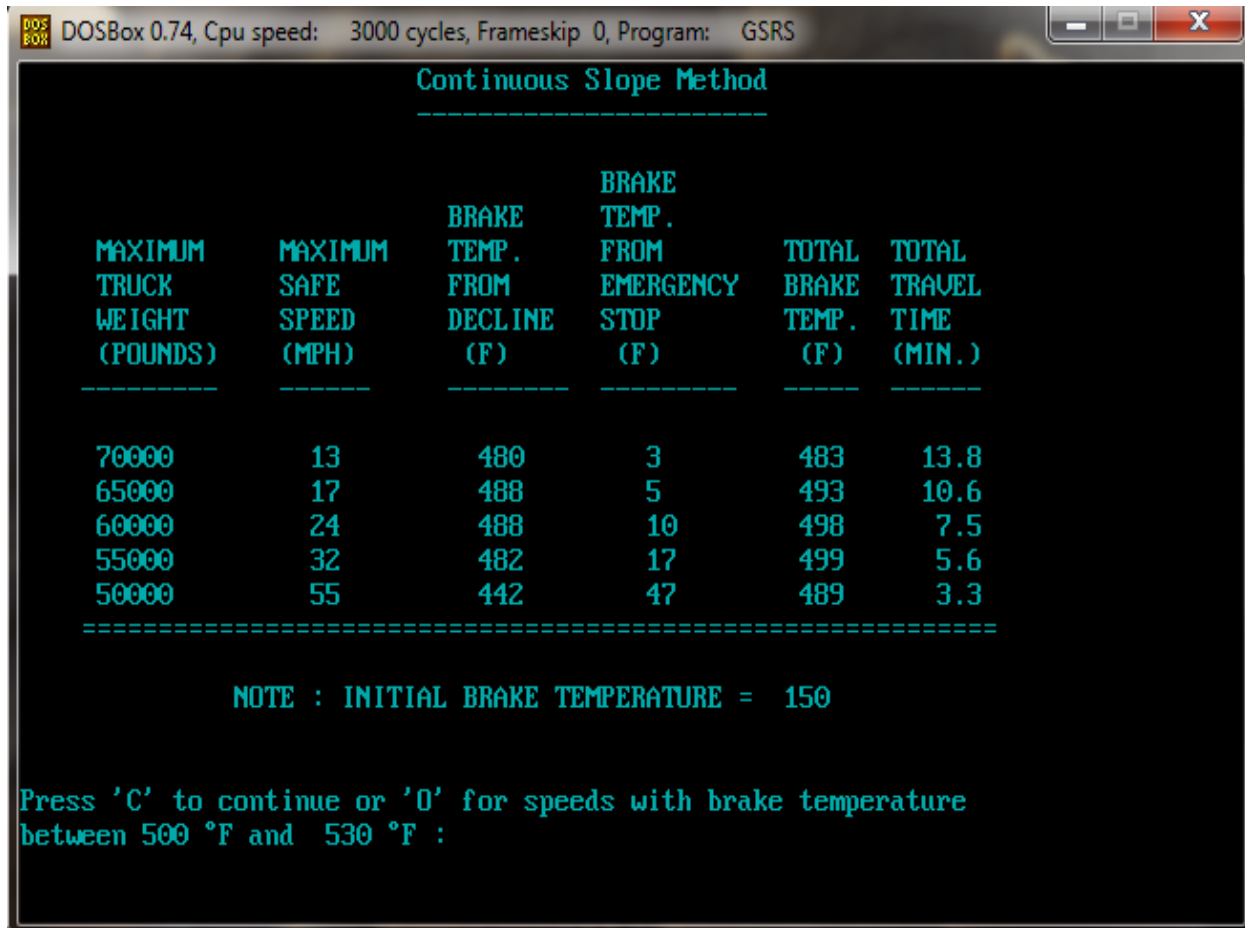 DOS BOX DOSBox 0.74, Cpu speed: 3000 cycles, Frameskip 0, Program: GSRS
Continuous Slope Method
-----------------------
BRAKE
BRAKE TEMP.
MAXIMUM MAXIMUM TEMP. FROM TOTAL TOTAL
TRUCK SAFE FROM EMERGENCY BRAKE TRAVEL
WEIGHT SPEED DECLINE STOP TEMP. TIME
(POUNDS) (MPH) (F) (F) (F) (MIN.)
--------- ------ -------- --------- ----- ------
70000 13 480 3 483 13.8
65000 17 488 5 493 10.6
60000 24 488 10 498 7.5
55000 32 482 17 499 5.6
50000 55 442 47 489 3.3
============================================================
NOTE : INITIAL BRAKE TEMPERATURE = 150
Press 'C' to continue or 'O' for speeds with brake temperature
between 500 °F and 530 °F :